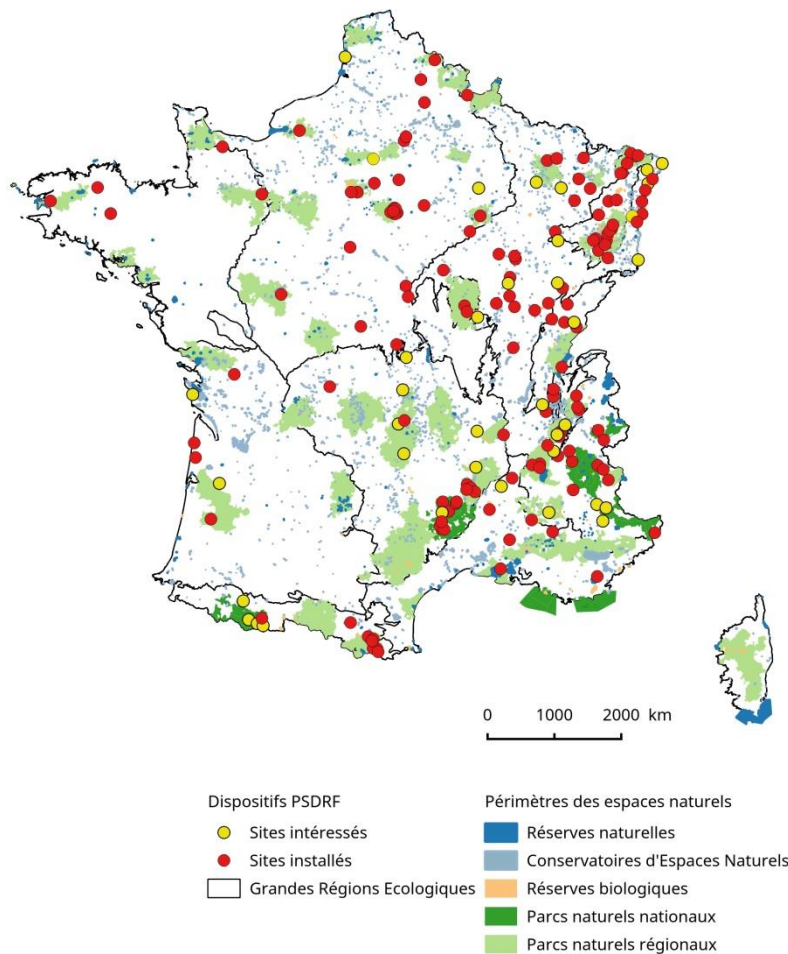 0 1000 2000 km
Dispositifs PSDRF
Sites intéressés
Sites installés
Grandes Régions Ecologiques
Périmètres des espaces naturels
Réserves naturelles
Conservatoires d'Espaces Naturels
Réserves biologiques
Parcs naturels nationaux
Parcs naturels régionaux